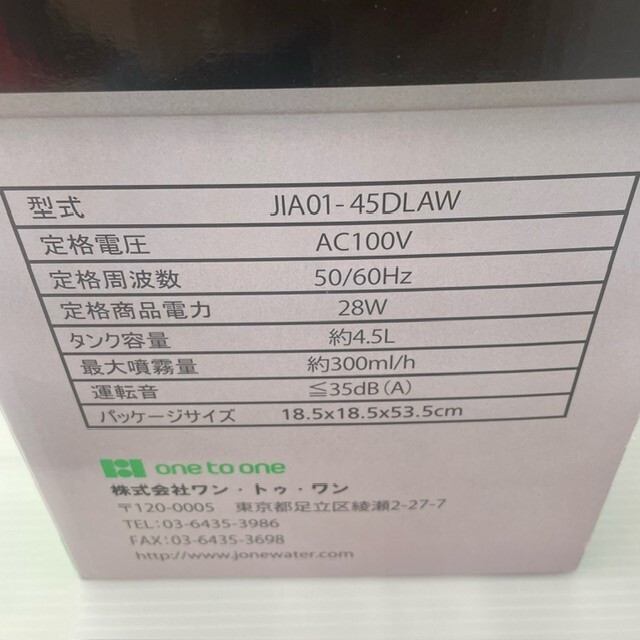 型式 JIA01-45DLAW
定格電圧 AC100V
定格周波数 50/60Hz
定格商品電力 28W
タンク容量 約4.5L
最大噴霧量 約300ml/h
運転音 ≦35dB(A)
パッケージサイズ 18.5x18.5x53.5cm
one to one
株式会社ワン・トゥ・ワン
〒120-0005 東京都足立区綾瀬2-27-7
TEL:03-6435-3986
FAX:03-6435-3698
http://www.jonewater.com